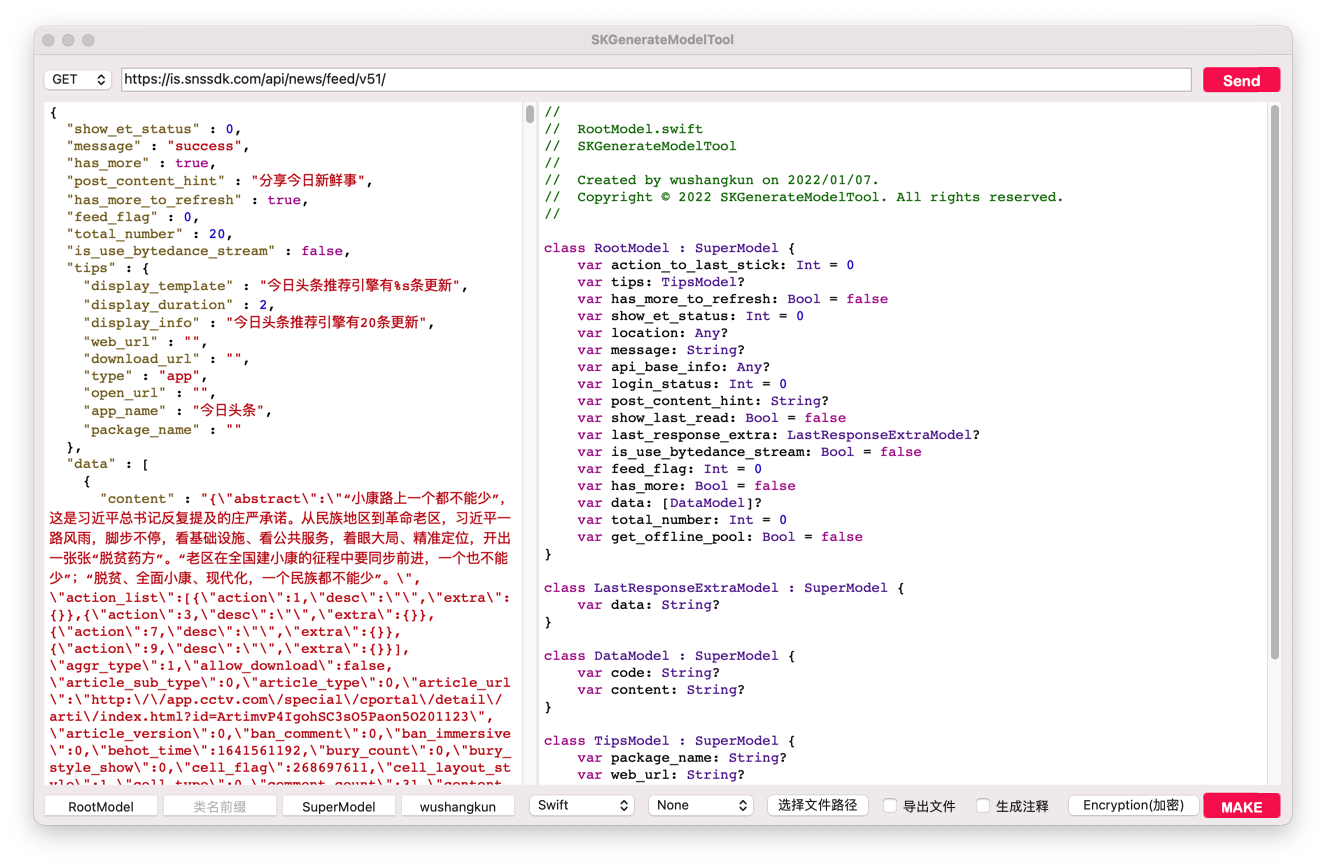 SKGenerateModelTool
GET
https://is.snssdk.com/api/news/feed/v51/
Send
{
"show_et_status" : 0,
"message" : "success",
"has_more" : true,
"post_content_hint" : "分享今日新鲜事",
"has_more_to_refresh" : true,
"feed_flag" : 0,
"total_number" : 20,
"is_use_bytedance_stream" : false,
"tips" : {
"display_template" : "今日头条推荐引擎有%s条更新",
"display_duration" : 2,
"display_info" : "今日头条推荐引擎有20条更新",
"web_url" : "",
"download_url" : "",
"type" : "app",
"open_url" : "",
"app_name" : "今日头条",
"package_name" : ""
},
"data" : [
{
"content" : "{\"abstract\":\"“小康路上一个都不能少”,
这是习近平总书记反复提及的庄严承诺。从民族地区到革命老区，习近平一
路风雨，脚步不停，看基础设施、看公共服务，着眼大局、精准定位，开出
一张张“脱贫药方”。“老区在全国建小康的征程中要同步前进，一个也不能
少”；“脱贫、全面小康、现代化，一个民族都不能少”。\",
\"action_list\":[{\"action\":1,\"desc\":\"\",\"extra\":
{}},{\"action\":3,\"desc\":\"\",\"extra\":{}},
{\"action\":7,\"desc\":\"\",\"extra\":{}},
{\"action\":9,\"desc\":\"\",\"extra\":{}}],
\"aggr_type\":1,\"allow_download\":false,
\"article_sub_type\":0,\"article_type\":0,\"article_url
\":\"http:\/\/app.cctv.com\/special\/cportal\/detail\/
arti\/index.html?id=ArtimvP4IgohSC3sO5Paon5O201123\",
\"article_version\":0,\"ban_comment\":0,\"ban_immersive
\":0,\"behot_time\":1641561192,\"bury_count\":0,\"bury_
style_show\":0,\"cell_flag\":268697611,\"cell_layout_st
//
// RootModel.swift
// SKGenerateModelTool
//
// Created by wushangkun on 2022/01/07.
// Copyright © 2022 SKGenerateModelTool. All rights reserved.
//
class RootModel : SuperModel {
var action_to_last_stick: Int = 0
var tips: TipsModel?
var has_more_to_refresh: Bool = false
var show_et_status: Int = 0
var location: Any?
var message: String?
var api_base_info: Any?
var login_status: Int = 0
var post_content_hint: String?
var show_last_read: Bool = false
var last_response_extra: LastResponseExtraModel?
var is_use_bytedance_stream: Bool = false
var feed_flag: Int = 0
var has_more: Bool = false
var data: [DataModel]?
var total_number: Int = 0
var get_offline_pool: Bool = false
}
class LastResponseExtraModel : SuperModel {
var data: String?
}
class DataModel : SuperModel {
var code: String?
var content: String?
}
class TipsModel : SuperModel {
var package_name: String?
var web_url: String?
RootModel
类名前缀
SuperModel
wushangkun
Swift
None
选择文件路径
导出文件
生成注释
Encryption(加密)
MAKE